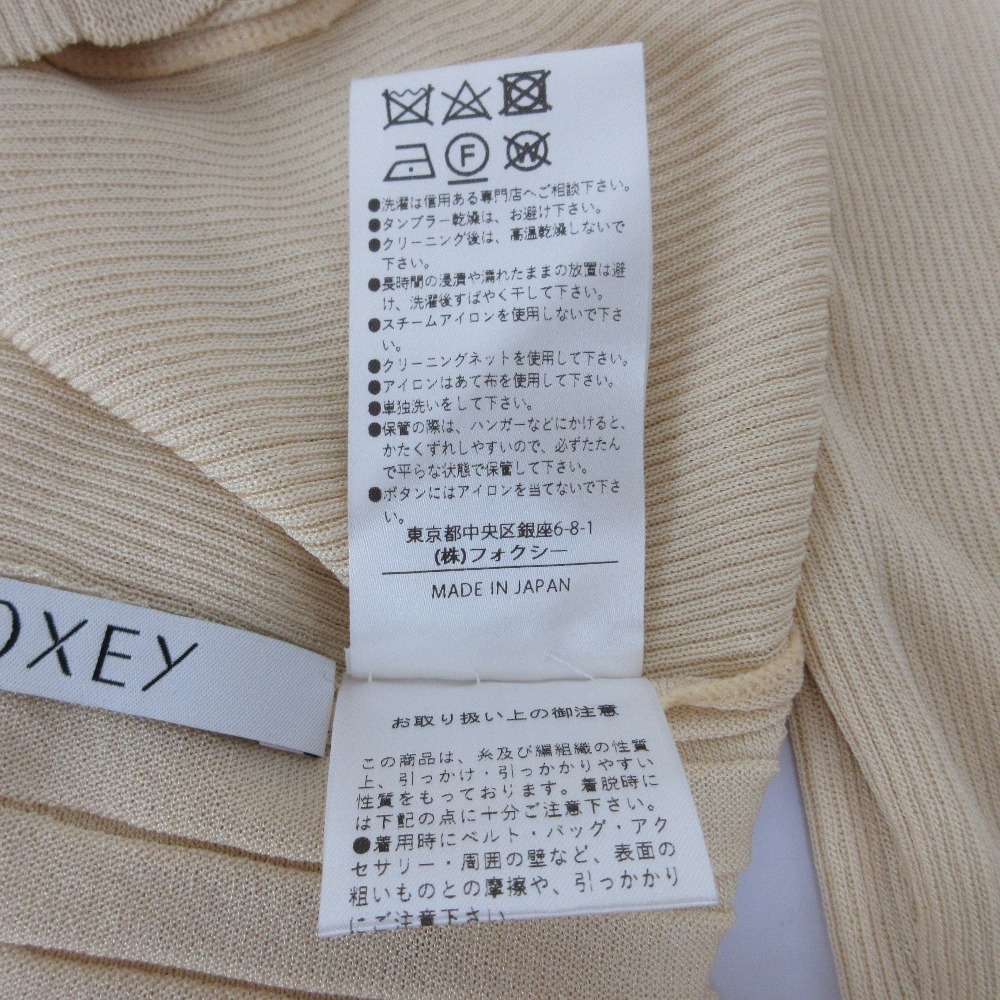 F
W
●洗濯は信用ある専門店へご相談下さい。
●タンブラー乾燥は、お避け下さい。
●クリーニング後は、高温乾燥しないで
下さい。
●長時間の浸漬や濡れたままの放置は避
け、洗濯後すばやく干して下さい。
●スチームアイロンを使用しないで下さ
い。
●クリーニングネットを使用して下さい。
●アイロンはあて布を使用して下さい。
●単独洗いをして下さい。
●保管の際は、ハンガーなどにかけると、
かたくずれしやすいので、必ずたたん
で平らな状態で保管して下さい。
●ボタンにはアイロンを当てないで下さ
い。
東京都中央区銀座6-8-1
(株)フォクシー
MADE IN JAPAN
OXEY
お取り扱い上の御注意
この商品は、糸及び編組織の性質
上、引っかけ・引っかかりやすい
性質をもっております。着脱時に
は下記の点に十分ご注意下さい。
●着用時にベルト・バッグ・アク
セサリー・周囲の壁など、表面の
粗いものとの摩擦や、引っかかり
にご注意下さい。